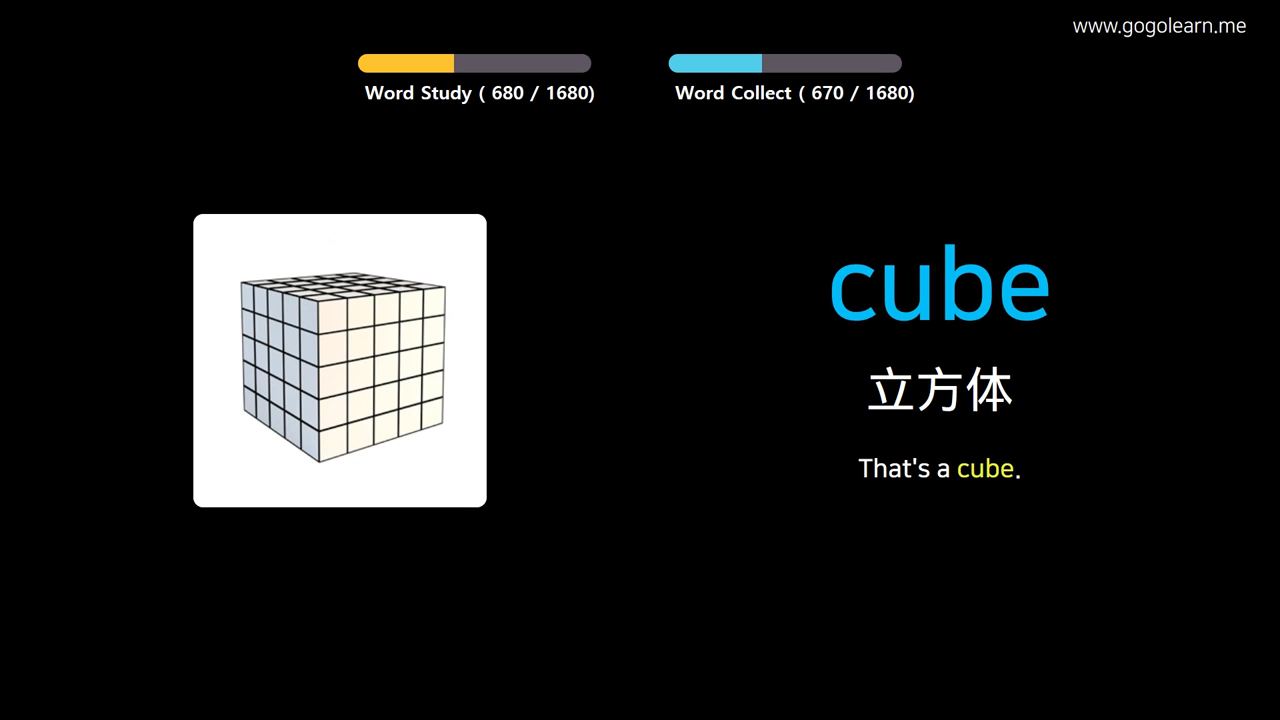 www.gogolearn.me
Word Study ( 680 / 1680)
Word Collect ( 670 / 1680)
cube
立方体
That's a cube.